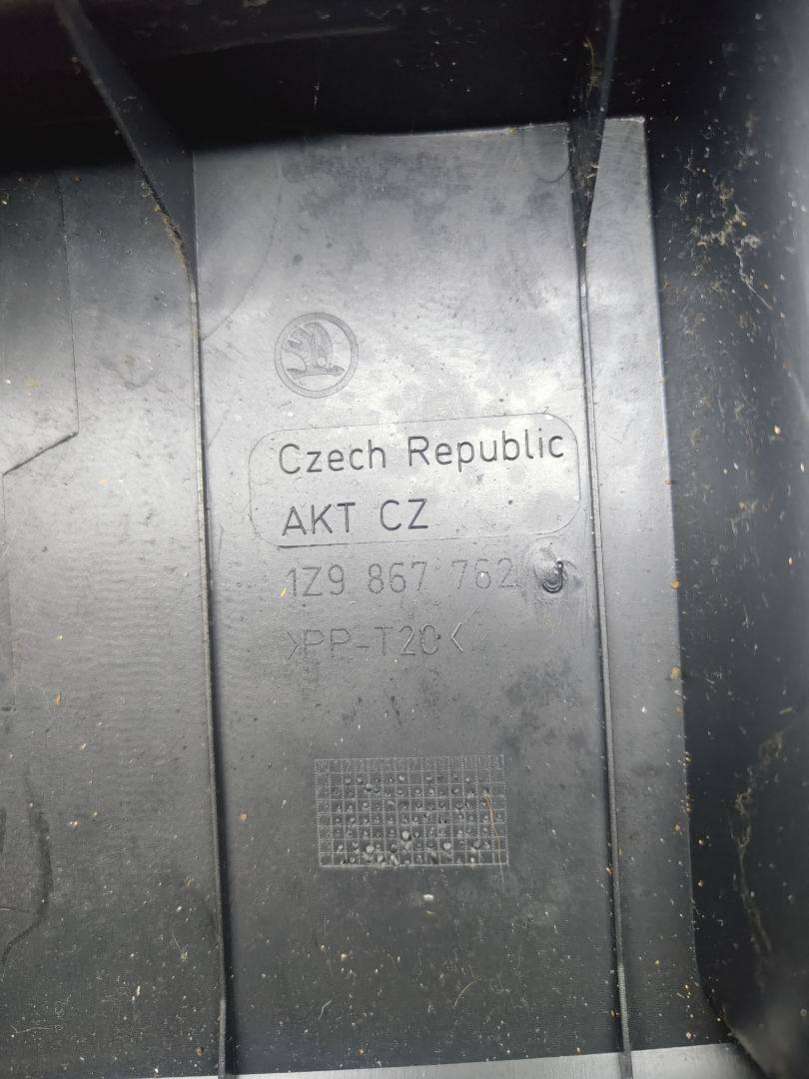 Czech Republic
AKT CZ
1Z9 867 762
>PP-T20<